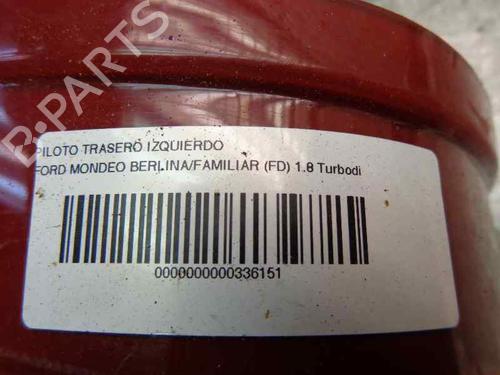 B-PARTS
PILOTO TRASERO IZQUIERDO
FORD MONDEO BERLINA/FAMILIAR (FD) 1.8 Turbodi
0000000000336151